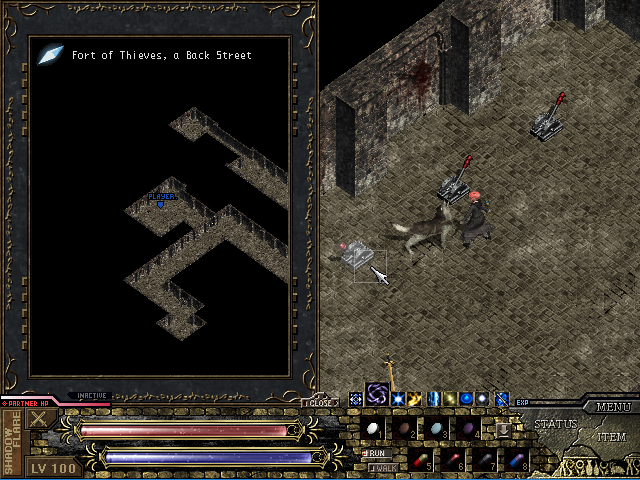 Fort of Thieves, a Back Street
PLAYER
PARTNER HP
INACTIVE
CLOSE
EXP
MENU
STATUS
ITEM
SHADOW
FLARE
LV 100
RUN
WALK
1 2 3 4
5 6 7 8